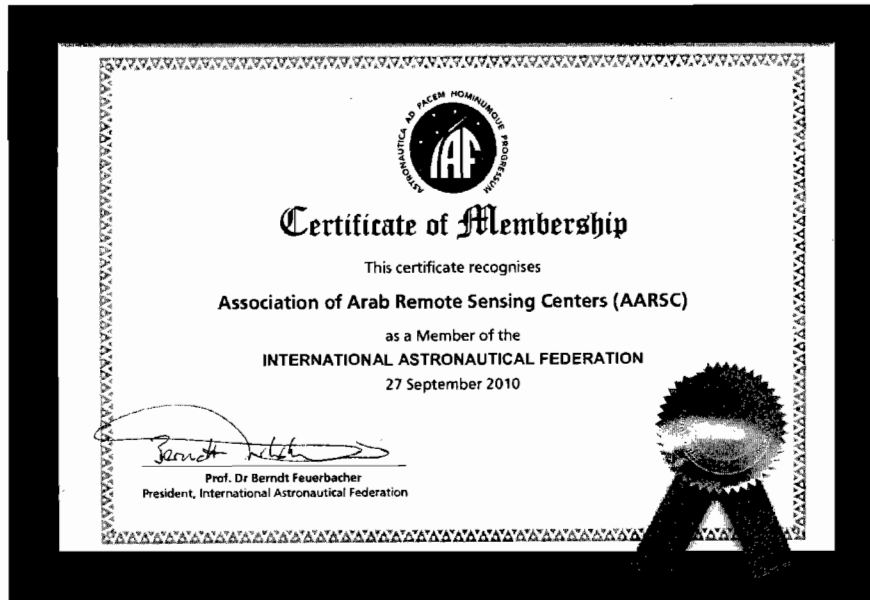 ASTRONAUTICA AD PACEM HOMINUMQUE PROGRESSUM
IAF
Certificate of Membership
This certificate recognises
Association of Arab Remote Sensing Centers (AARSC)
as a Member of the
INTERNATIONAL ASTRONAUTICAL FEDERATION
27 September 2010
Prof. Dr Berndt Feuerbacher
President, International Astronautical Federation